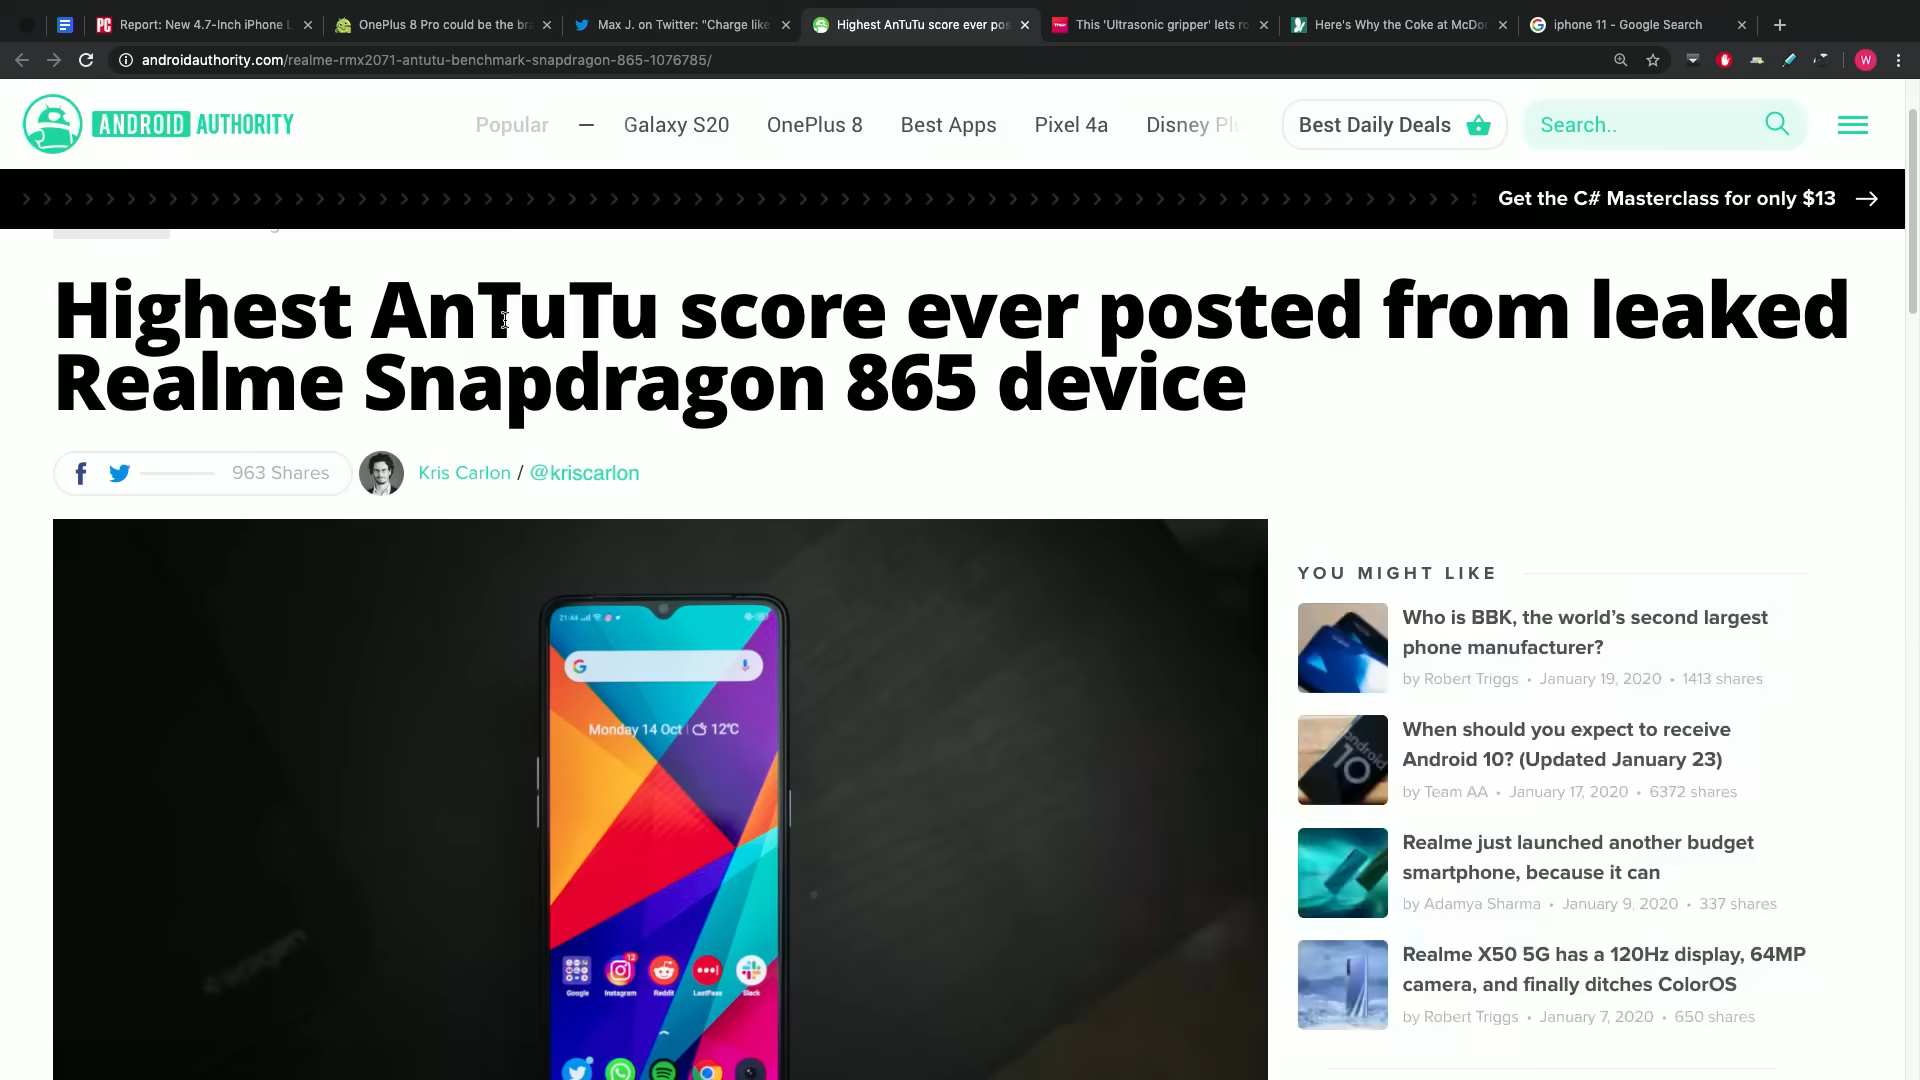 Report: New 4.7-Inch iPhone L
OnePlus 8 Pro could be the bra
Max J. on Twitter: "Charge like
Highest AnTuTu score ever pos
This 'Ultrasonic gripper' lets ro
Here's Why the Coke at McDor
iphone 11 - Google Search
androidauthority.com/realme-rmx2071-antutu-benchmark-snapdragon-865-1076785/
W
ANDROID AUTHORITY
Popular — Galaxy S20 OnePlus 8 Best Apps Pixel 4a Disney Plu
Best Daily Deals
Search..
Get the C# Masterclass for only $13
Highest AnTuTu score ever posted from leaked
Realme Snapdragon 865 device
963 Shares
Kris Carlon / @kriscarlon
21:44
Monday 14 Oct | 12°C
Google Instagram Reddit LastPass Slack
YOU MIGHT LIKE
Who is BBK, the world's second largest
phone manufacturer?
by Robert Triggs • January 19, 2020 • 1413 shares
When should you expect to receive
Android 10? (Updated January 23)
by Team AA • January 17, 2020 • 6372 shares
android
10
Realme just launched another budget
smartphone, because it can
by Adamya Sharma • January 9, 2020 • 337 shares
Realme X50 5G has a 120Hz display, 64MP
camera, and finally ditches ColorOS
by Robert Triggs • January 7, 2020 • 650 shares